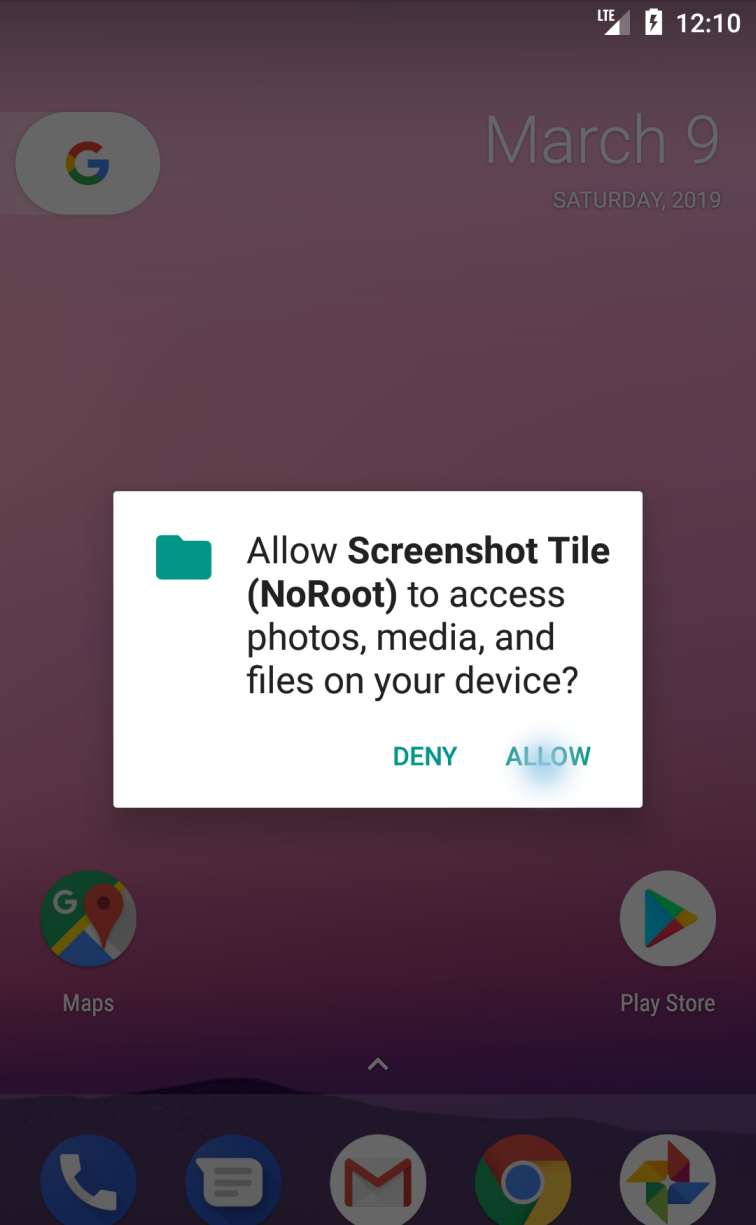 LTE 12:10
March 9
SATURDAY, 2019
Allow Screenshot Tile
(NoRoot) to access
photos, media, and
files on your device?
DENY ALLOW
Maps Play Store